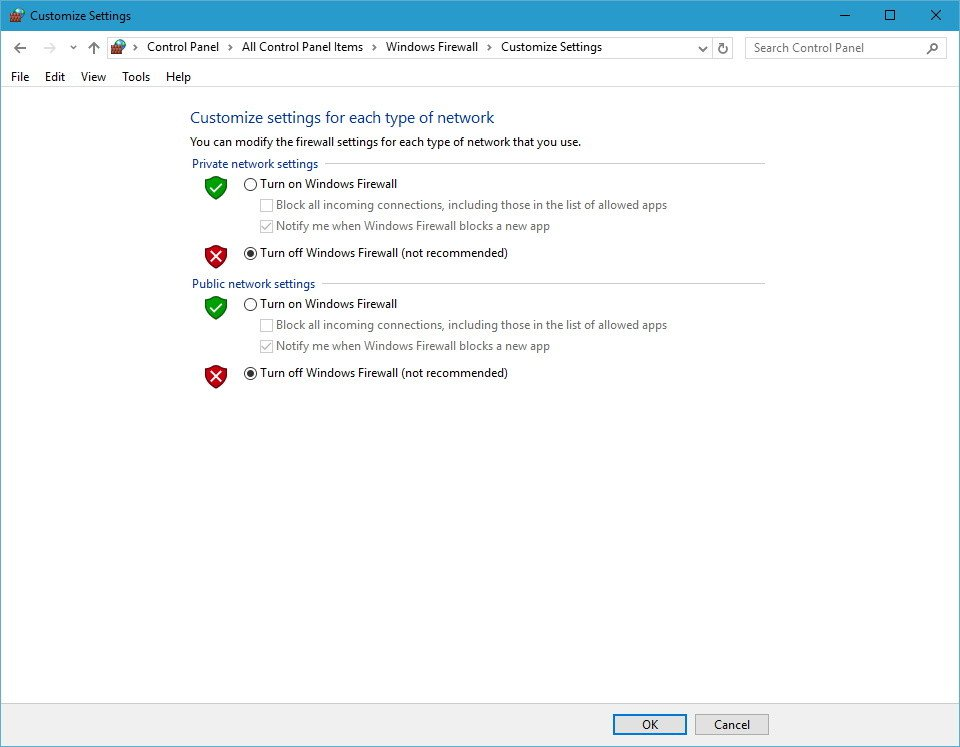 Customize Settings
Control Panel > All Control Panel Items > Windows Firewall > Customize Settings
Search Control Panel
File Edit View Tools Help
Customize settings for each type of network
You can modify the firewall settings for each type of network that you use.
Private network settings
Turn on Windows Firewall
Block all incoming connections, including those in the list of allowed apps
Notify me when Windows Firewall blocks a new app
Turn off Windows Firewall (not recommended)
Public network settings
Turn on Windows Firewall
Block all incoming connections, including those in the list of allowed apps
Notify me when Windows Firewall blocks a new app
Turn off Windows Firewall (not recommended)
OK Cancel